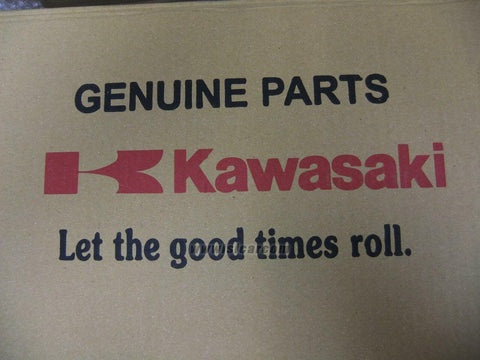 GENUINE PARTS
Kawasaki
Let the good times roll.